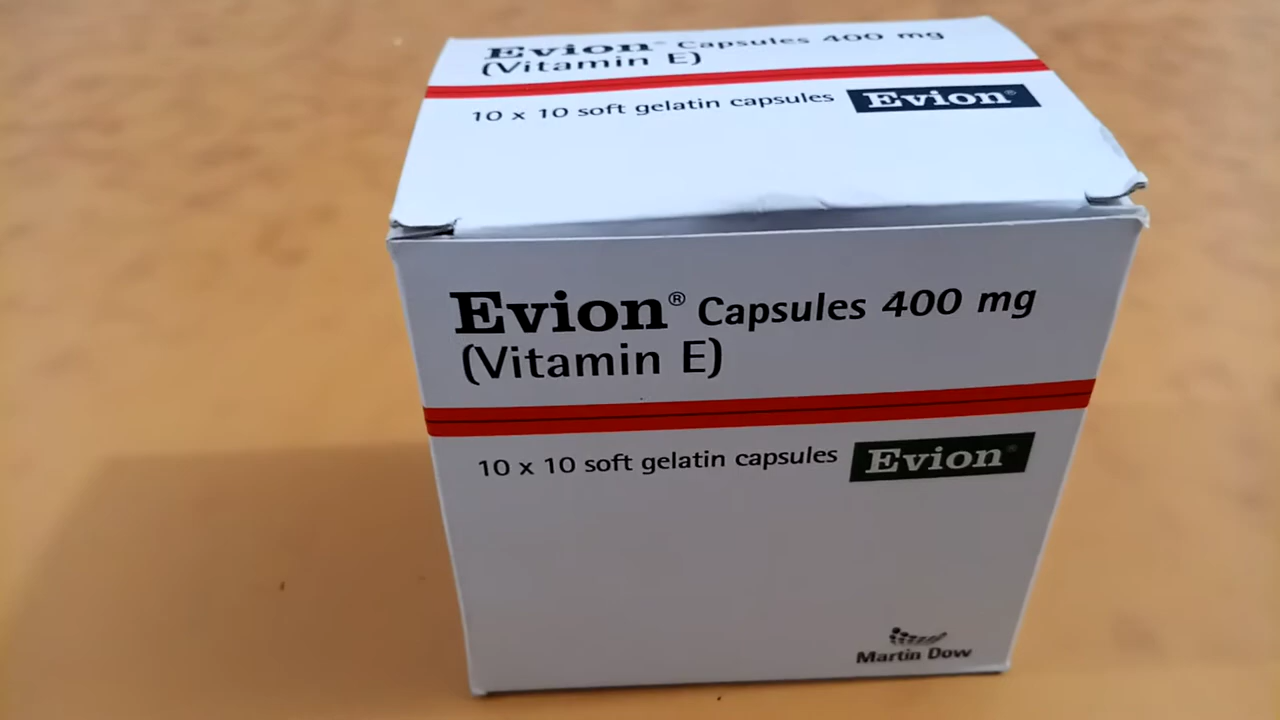 Evion® Capsules 400 mg
(Vitamin E)
10 x 10 soft gelatin capsules Evion®
Evion® Capsules 400 mg
(Vitamin E)
10 x 10 soft gelatin capsules Evion®
Martin Dow